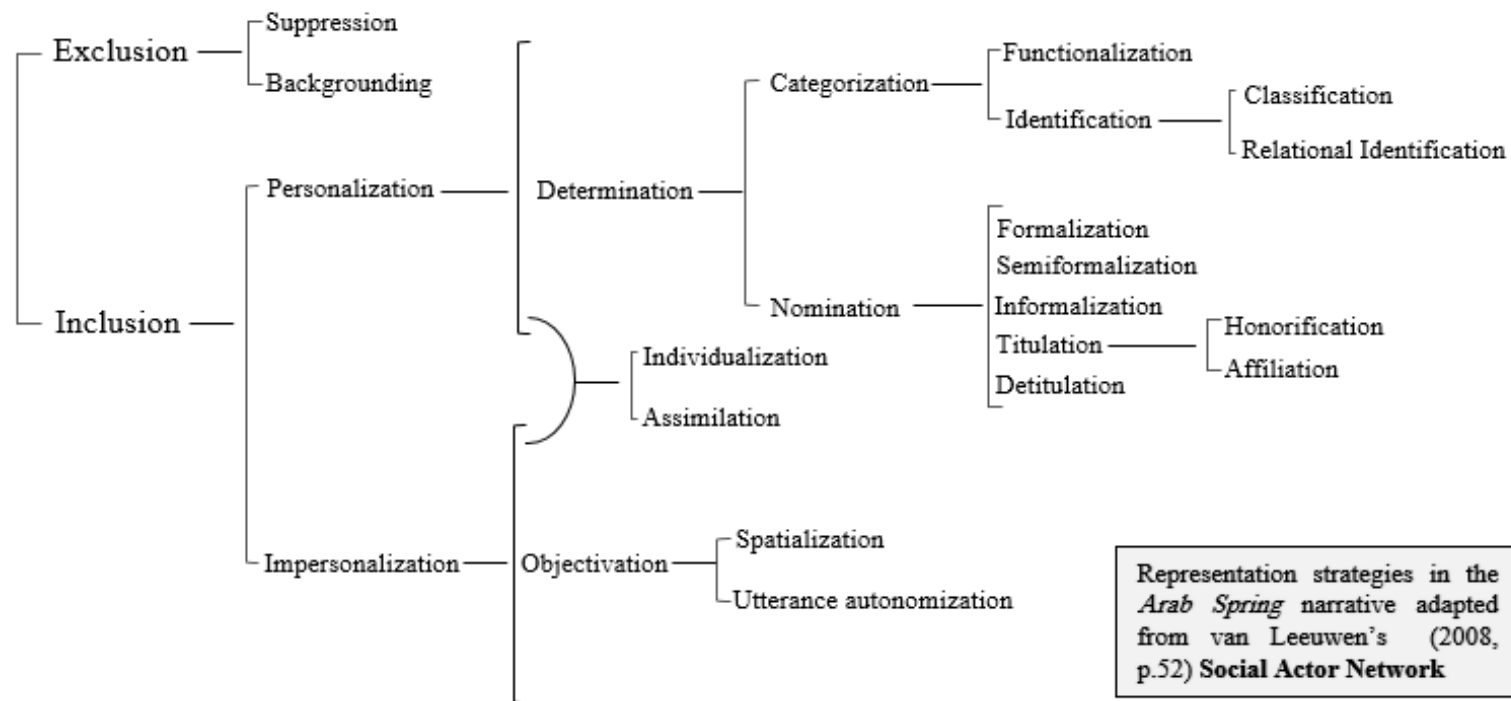 Exclusion
Suppression
Backgrounding
Inclusion
Personalization
Determination
Categorization
Functionalization
Identification
Classification
Relational Identification
Nomination
Formalization
Semiformalization
Informalization
Titulation
Detitulation
Honorification
Affiliation
Individualization
Assimilation
Impersonalization
Objectivation
Spatialization
Utterance autonomization
Representation strategies in the
Arab Spring narrative adapted
from van Leeuwen's (2008,
p.52) Social Actor Network